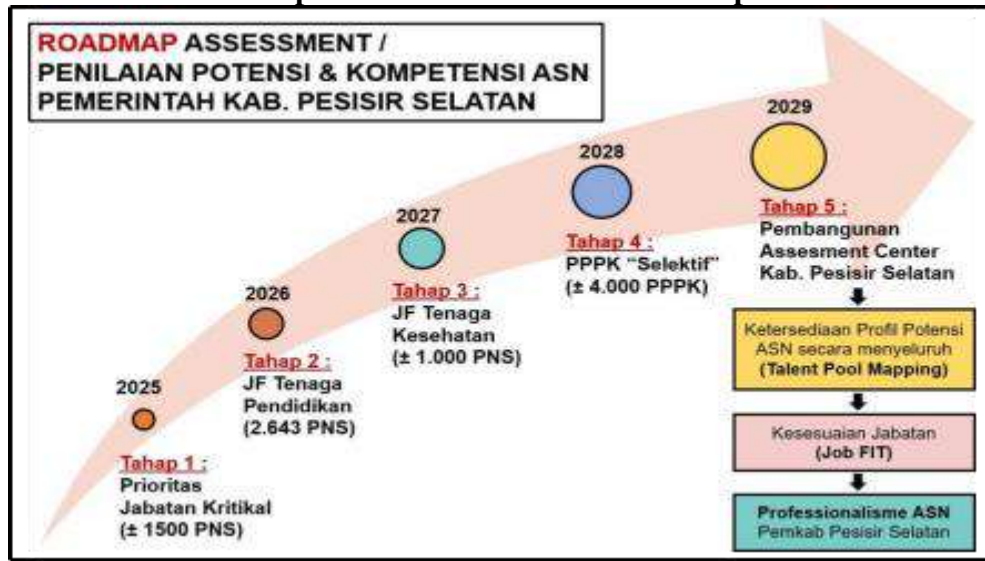 ROADMAP ASSESSMENT /
PENILAIAN POTENSI & KOMPETENSI ASN
PEMERINTAH KAB. PESISIR SELATAN
2025
Tahap 1 :
Prioritas
Jabatan Kritikal
(± 1500 PNS)
2026
Tahap 2 :
JF Tenaga
Pendidikan
(2.643 PNS)
2027
Tahap 3 :
JF Tenaga
Kesehatan
(± 1.000 PNS)
2028
Tahap 4 :
PPPK “Selektif”
(± 4.000 PPPK)
2029
Tahap 5 :
Pembangunan
Assesment Center
Kab. Pesisir Selatan
Ketersediaan Profil Potensi
ASN secara menyeluruh
(Talent Pool Mapping)
Kesesuaian Jabatan
(Job FIT)
Professionalisme ASN
Pemkab Pesisir Selatan